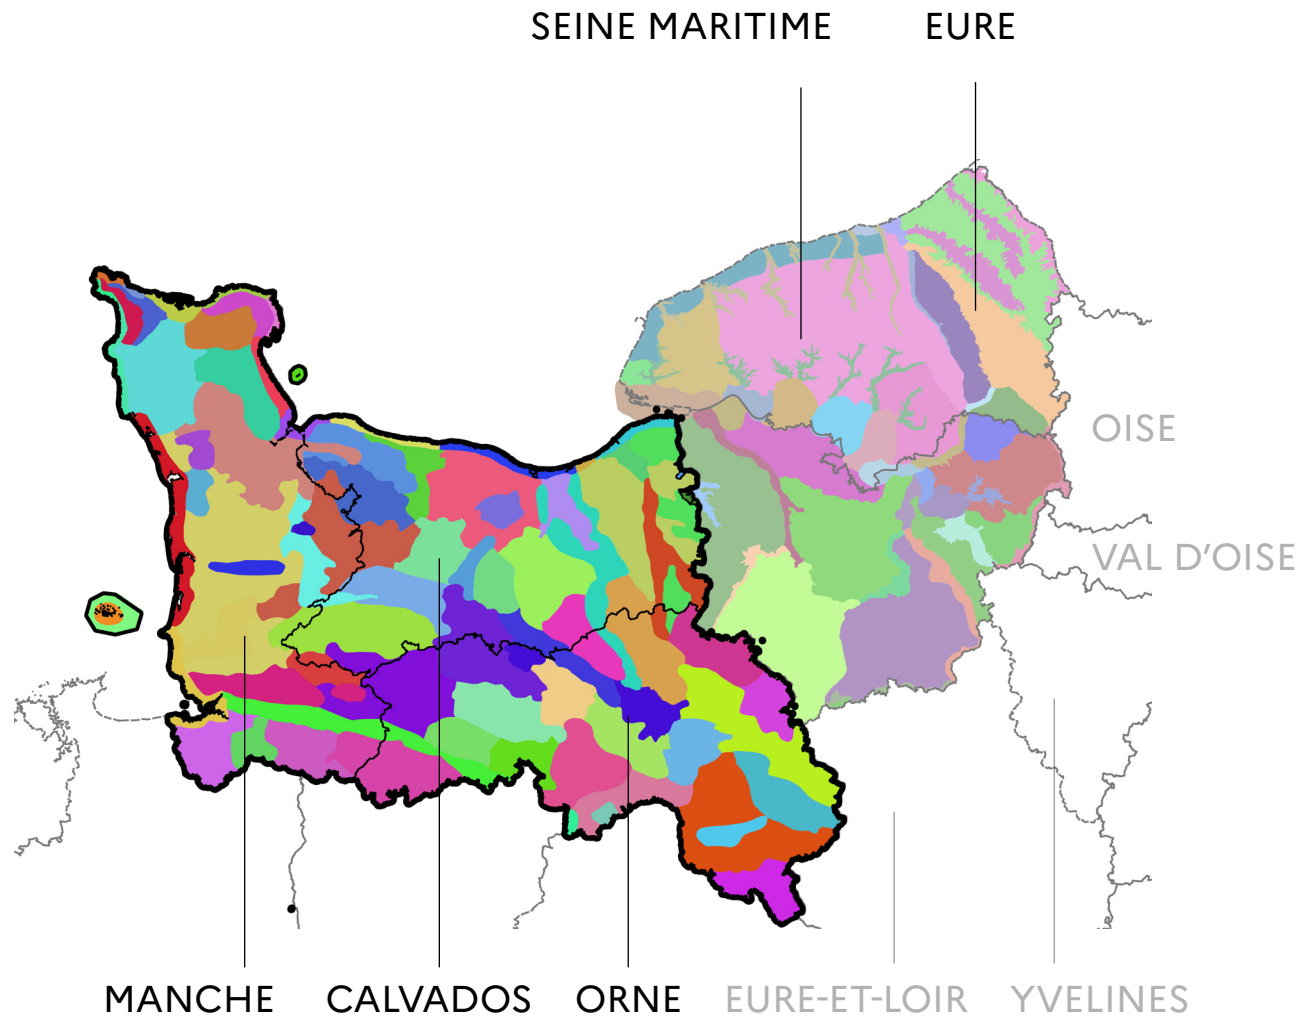 SEINE MARITIME
EURE
OISE
VAL D'OISE
MANCHE
CALVADOS
ORNE
EURE-ET-LOIR
YVELINES